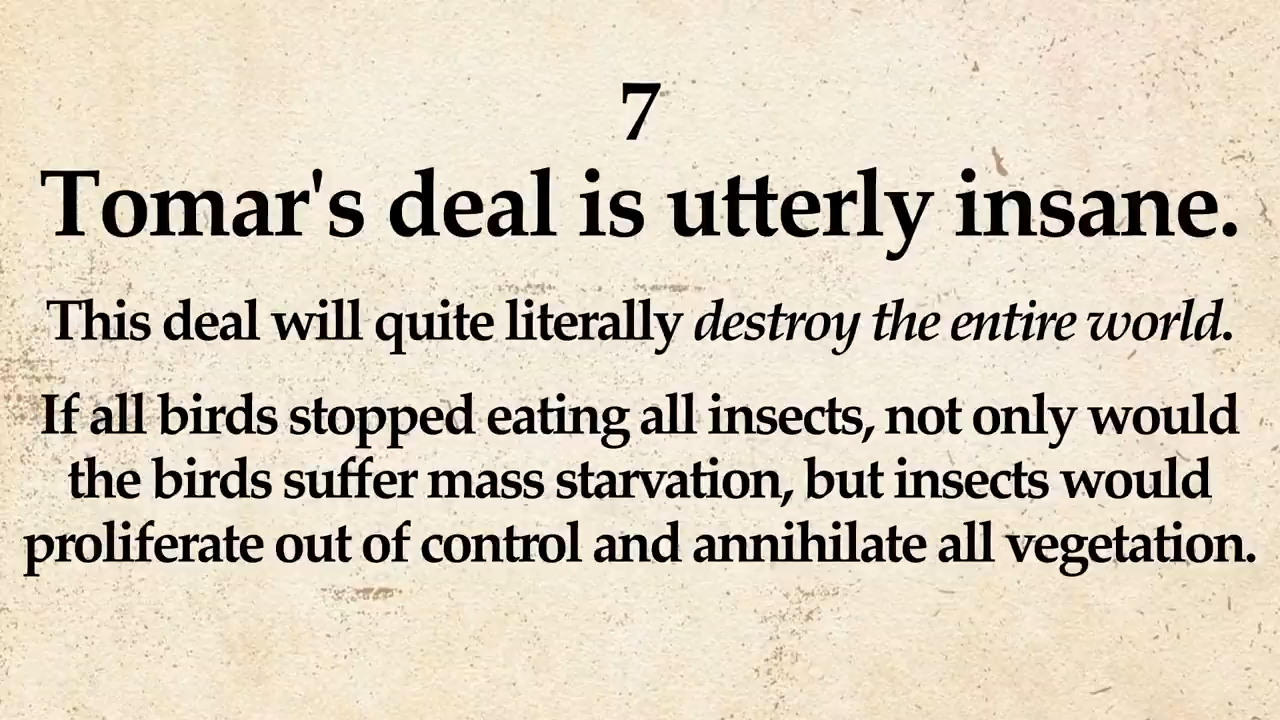 7
Tomar's deal is utterly insane.
This deal will quite literally destroy the entire world.
If all birds stopped eating all insects, not only would
the birds suffer mass starvation, but insects would
proliferate out of control and annihilate all vegetation.